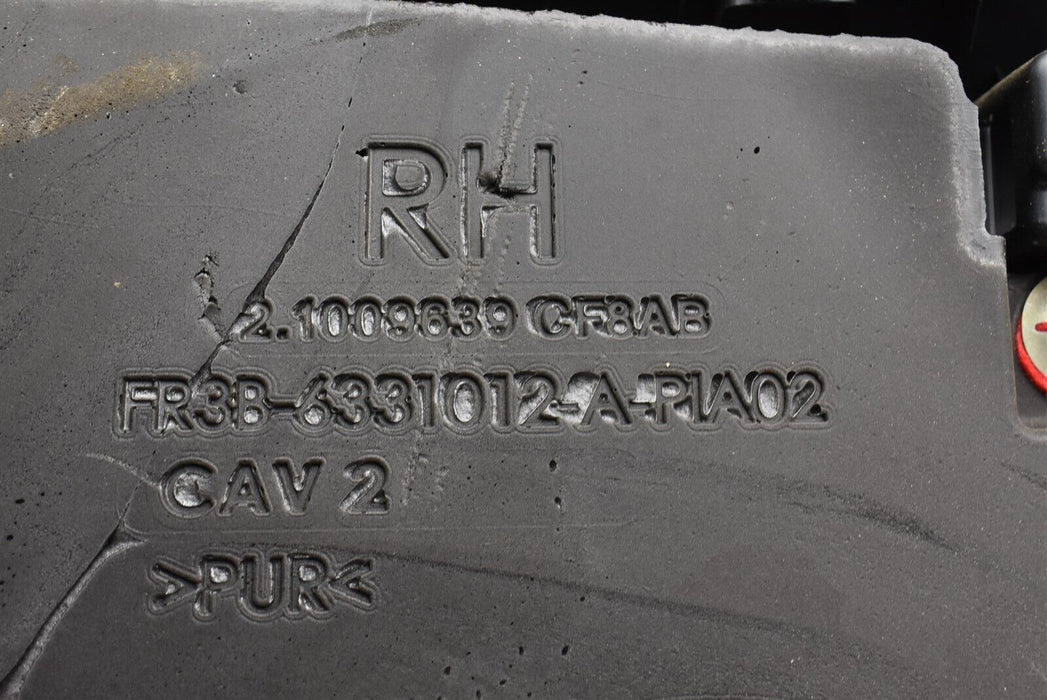 RH
2.1009639 CF8AB
FR3B-6331012-A-PIA02
CAV 2
>PUR<